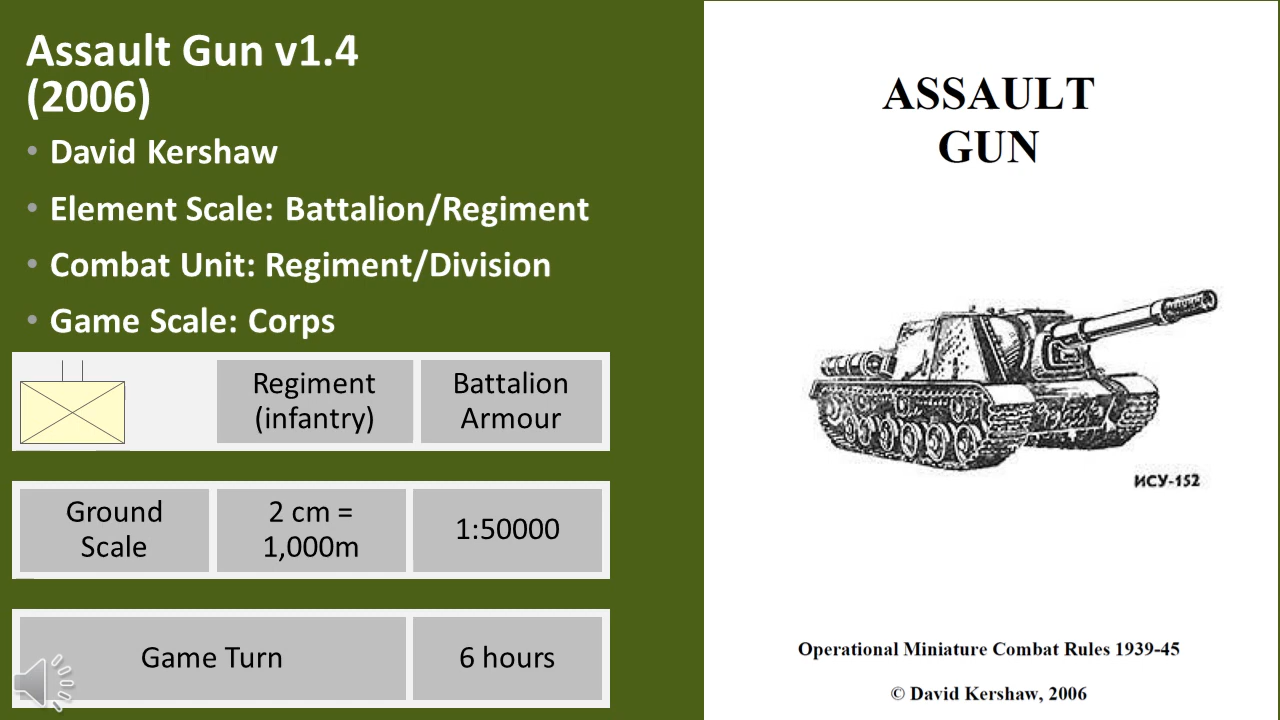 Assault Gun v1.4
(2006)
• David Kershaw
• Element Scale: Battalion/Regiment
• Combat Unit: Regiment/Division
• Game Scale: Corps
Regiment
(infantry)
Battalion
Armour
Ground
Scale
2 cm =
1,000m
1:50000
Game Turn
6 hours
ASSAULT
GUN
ИСУ-152
Operational Miniature Combat Rules 1939-45
© David Kershaw, 2006